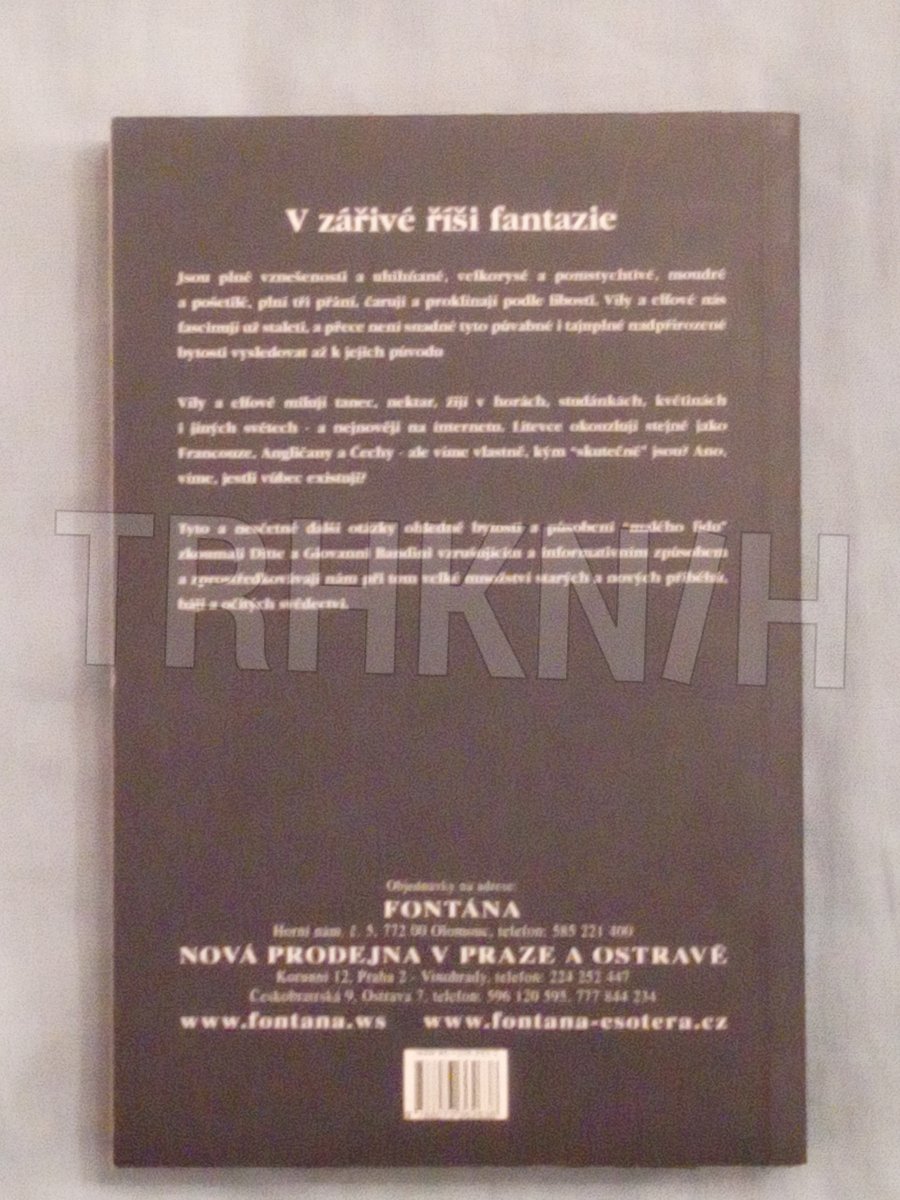 V zářivé říši fantazie
Jsou plné vznešenosti a uhihňané, velkorysé a pomstychtivé, moudré
a pošetilé, plní tři přání, čarují a proklínají podle libosti. Víly a elfové nás
fascinují už staletí, a přece není snadné tyto půvabné i tajuplné nadpřirozené
bytosti vysledovat až k jejich původu
Víly a elfové milují tanec, nektar, žijí v horách, studánkách, květinách
i jiných světech - a nejnověji na internetu. Litevce okouzlují stejně jako
Francouze, Angličany a Čechy - ale víme vlastně, kým "skutečně" jsou? Ano,
víme, jestli vůbec existují?
Tyto a nesčetné další otázky ohledně bytostí a působení "malého lidu"
zkoumají Ditte a Giovanni Bandini vzrušujícím a informativním způsobem
a zprostředkovávají nám při tom velké množství starých a nových příběhů,
bájí a očitých svědectví.
TRHKNIH
Objednávky na adrese:
FONTÁNA
Horní nám. č. 5, 772 00 Olomouc, telefon: 585 221 400
NOVÁ PRODEJNA V PRAZE A OSTRAVĚ
Korunní 12, Praha 2 - Vinohrady, telefon: 224 252 447
Českobratrská 9, Ostrava 7, telefon: 596 120 593, 777 844 234
www.fontana.ws www.fontana-esotera.cz